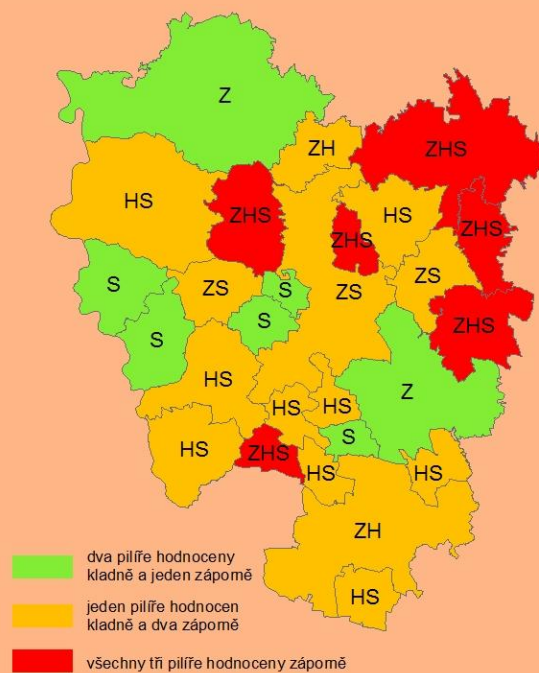 Z
ZH
ZHS
HS
ZHS
ZHS
HS
ZHS
S
ZS
S
ZS
ZS
S
S
ZHS
HS
Z
HS
HS
HS
ZHS
S
HS
HS
ZH
HS
dva pilíře hodnoceny
kladně a jeden záporně
jeden pilíře hodnocen
kladně a dva záporně
všechny tři pilíře hodnoceny záporně